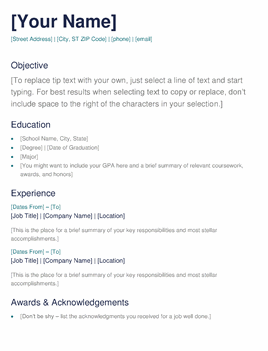 [Your Name]
[Street Address] | [City, ST ZIP Code] | [phone] | [email]
Objective
[To replace tip text with your own, just select a line of text and start
typing. For best results when selecting text to copy or replace, don't
include space to the right of the characters in your selection.]
Education
• [School Name, City, State]
• [Degree] | [Date of Graduation]
• [Major]
• [You might want to include your GPA here and a brief summary of relevant coursework,
awards, and honors]
Experience
[Dates From] – [To]
[Job Title] | [Company Name] | [Location]
[This is the place for a brief summary of your key responsibilities and most stellar
accomplishments.]
[Dates From] – [To]
[Job Title] | [Company Name] | [Location]
[This is the place for a brief summary of your key responsibilities and most stellar
accomplishments.]
Awards & Acknowledgements
• [Don't be shy – list the acknowledgments you received for a job well done.]